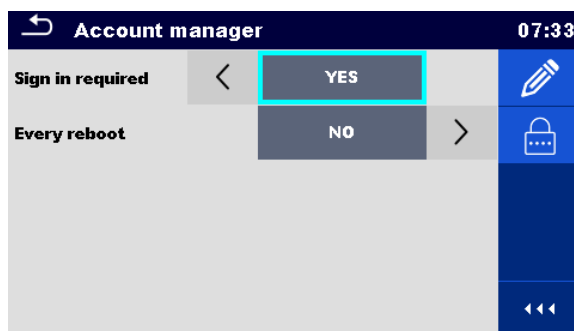 Account manager 07:33
Sign in required YES
Every reboot NO